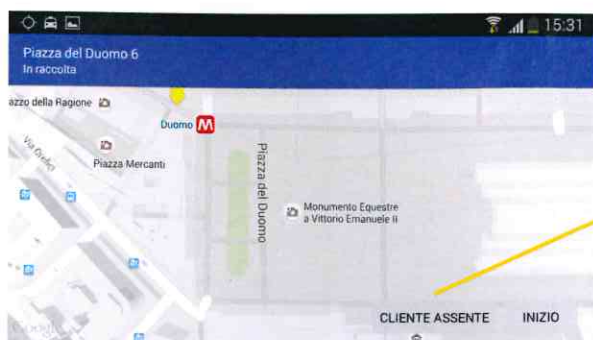 15:31
Piazza del Duomo 6
In raccolta
azzo della Ragione
Duomo M
Via Orefici
Piazza Mercanti
Piazza del Duomo
Monumento Equestre
a Vittorio Emanuele II
CLIENTE ASSENTE INIZIO
Google